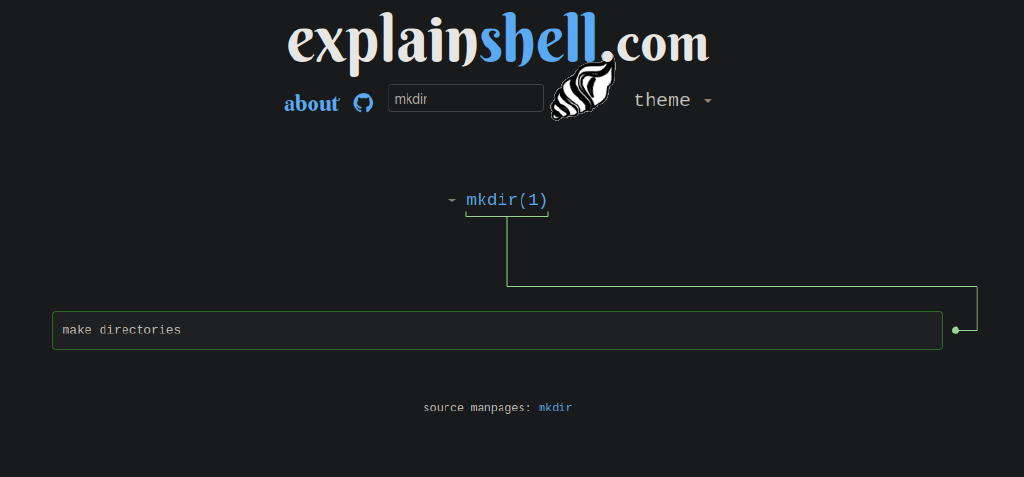 explainshell.com
about mkdir theme
mkdir(1)
make directories
source manpages: mkdir